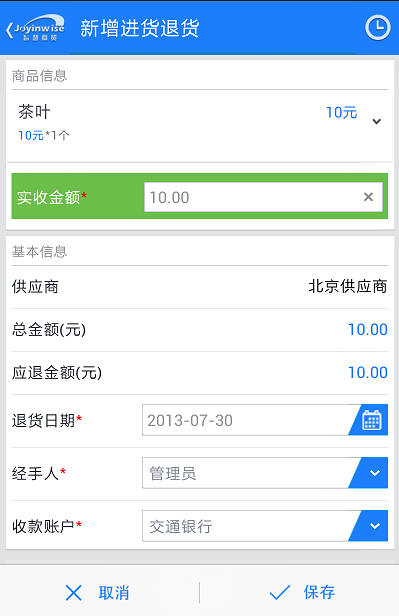 Joyinwise
智慧商贸
新增进货退货
商品信息
茶叶 10元
10元*1个
实收金额* 10.00
基本信息
供应商 北京供应商
总金额(元) 10.00
应退金额(元) 10.00
退货日期* 2013-07-30
经手人* 管理员
收款账户* 交通银行
取消 保存